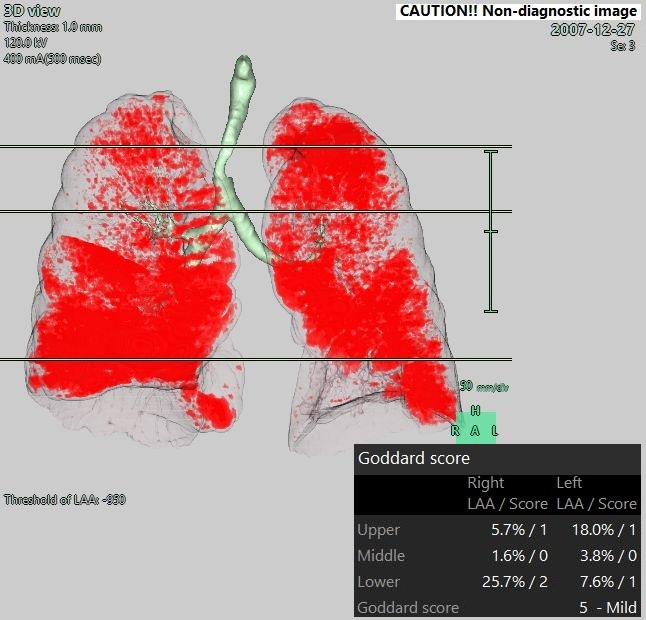 3D view
CAUTION!! Non-diagnostic image
Thickness: 1.0 mm
2007-12-27
120.0 kV
Se: 3
400 mA(500 msec)
50 mm/div
H
R A L
Threshold of LAA: -950
Goddard score
Right Left
LAA / Score LAA / Score
Upper 5.7% / 1 18.0% / 1
Middle 1.6% / 0 3.8% / 0
Lower 25.7% / 2 7.6% / 1
Goddard score 5 - Mild